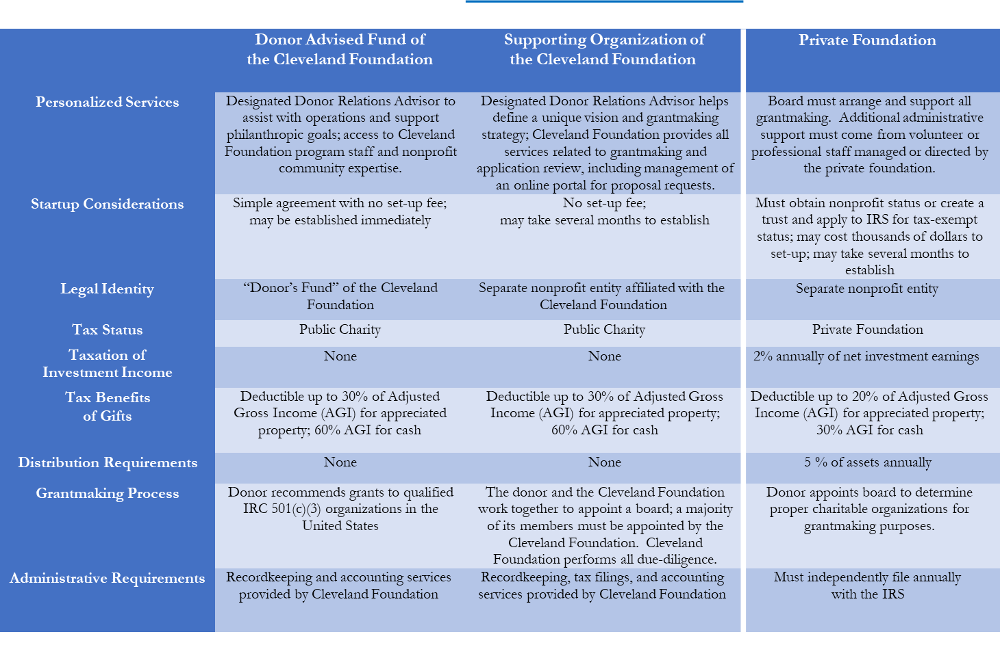 Donor Advised Fund of
the Cleveland Foundation
Supporting Organization of
the Cleveland Foundation
Private Foundation
Personalized Services
Designated Donor Relations Advisor to
assist with operations and support
philanthropic goals; access to Cleveland
Foundation program staff and nonprofit
community expertise.
Designated Donor Relations Advisor helps
define a unique vision and grantmaking
strategy; Cleveland Foundation provides all
services related to grantmaking and
application review, including management of
an online portal for proposal requests.
Board must arrange and support all
grantmaking.  Additional administrative
support must come from volunteer or
professional staff managed or directed by
the private foundation.
Startup Considerations
Simple agreement with no set-up fee;
may be established immediately
No set-up fee;
may take several months to establish
Must obtain nonprofit status or create a
trust and apply to IRS for tax-exempt
status; may cost thousands of dollars to
set-up; may take several months to
establish
Legal Identity
“Donor’s Fund” of the Cleveland
Foundation
Separate nonprofit entity affiliated with the
Cleveland Foundation
Separate nonprofit entity
Tax Status
Public Charity
Public Charity
Private Foundation
Taxation of
Investment Income
None
None
2% annually of net investment earnings
Tax Benefits
of Gifts
Deductible up to 30% of Adjusted
Gross Income (AGI) for appreciated
property; 60% AGI for cash
Deductible up to 30% of Adjusted Gross
Income (AGI) for appreciated property;
60% AGI for cash
Deductible up to 20% of Adjusted Gross
Income (AGI) for appreciated property;
30% AGI for cash
Distribution Requirements
None
None
5 % of assets annually
Grantmaking Process
Donor recommends grants to qualified
IRC 501(c)(3) organizations in the
United States
The donor and the Cleveland Foundation
work together to appoint a board; a majority
of its members must be appointed by the
Cleveland Foundation.  Cleveland
Foundation performs all due-diligence.
Donor appoints board to determine
proper charitable organizations for
grantmaking purposes.
Administrative Requirements
Recordkeeping and accounting services
provided by Cleveland Foundation
Recordkeeping, tax filings, and accounting
services provided by Cleveland Foundation
Must independently file annually
with the IRS